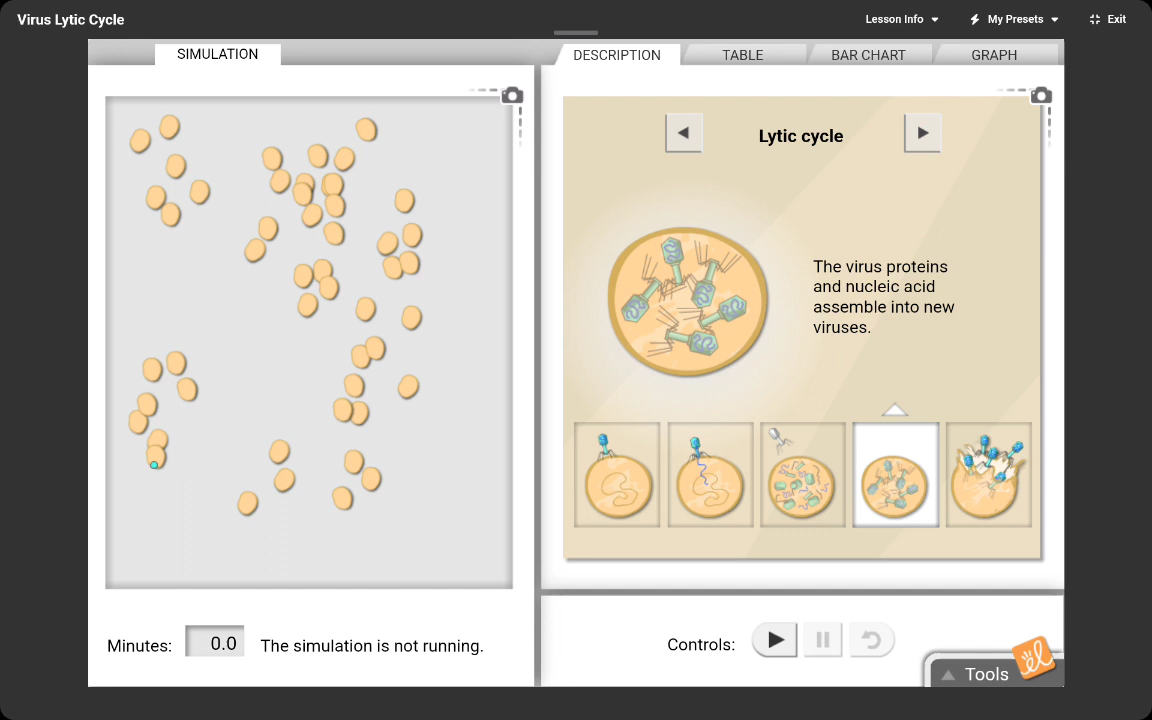 Virus Lytic Cycle
Lesson Info
My Presets
Exit
SIMULATION
DESCRIPTION
TABLE
BAR CHART
GRAPH
Lytic cycle
The virus proteins
and nucleic acid
assemble into new
viruses.
Minutes: 0.0 The simulation is not running.
Controls:
Tools
el